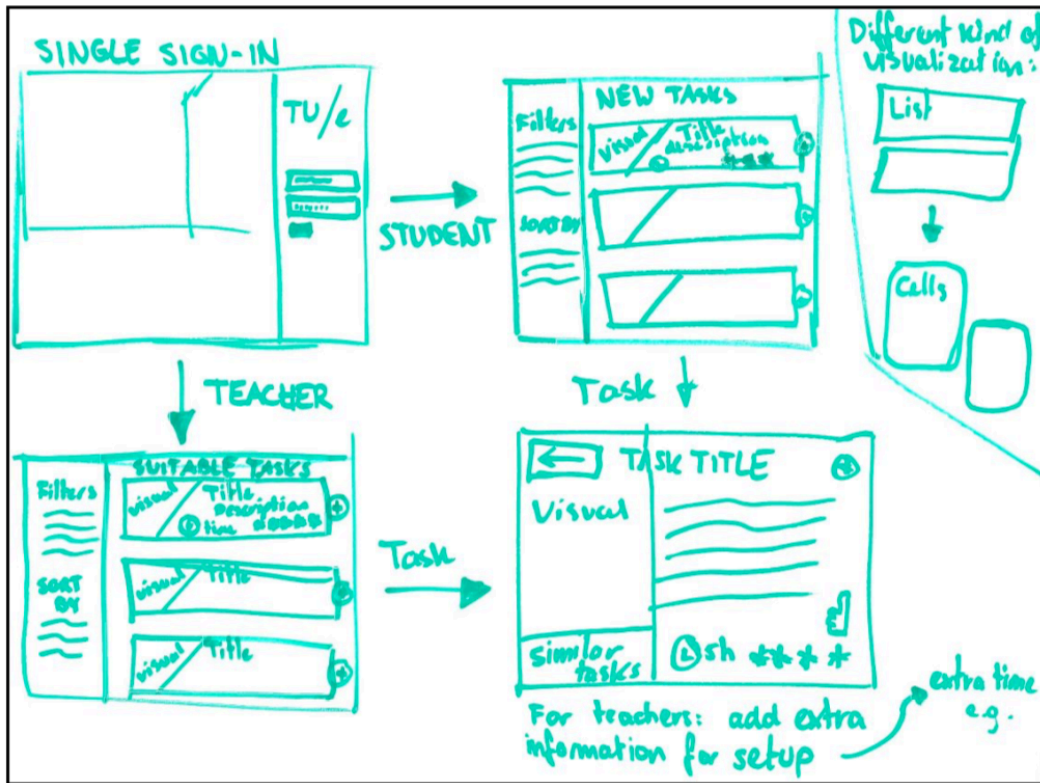 SINGLE SIGN-IN
TU/e
STUDENT
NEW TASKS
Filters
Visual
Title
description
SORT BY
Different kind of
visualization:
List
Cells
TEACHER
Task
SUITABLE TASKS
Filters
Visual
Title
Description
time
SORT
BY
Visual
Title
Visual
Title
Task
TASK TITLE
Visual
Similar
tasks
5h ****
For teachers: add extra
information for setup
extra time
e.g.